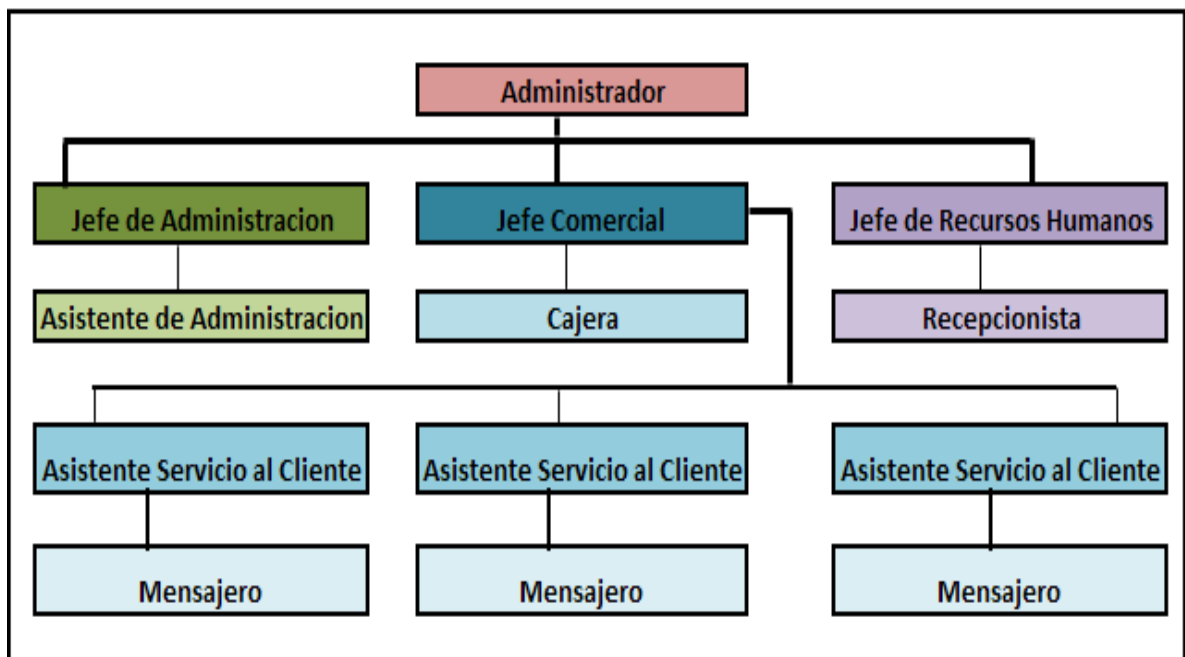 Administrador
Jefe de Administracion
Jefe Comercial
Jefe de Recursos Humanos
Asistente de Administracion
Cajera
Recepcionista
Asistente Servicio al Cliente
Asistente Servicio al Cliente
Asistente Servicio al Cliente
Mensajero
Mensajero
Mensajero